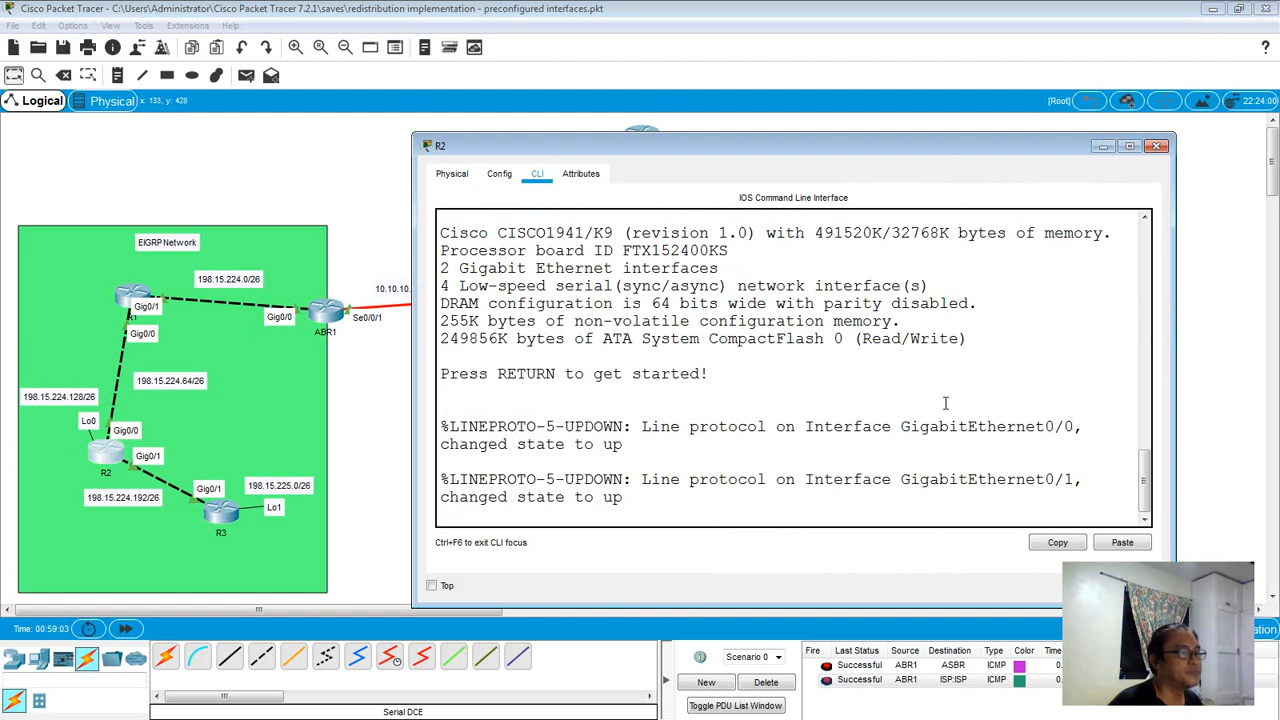 Cisco Packet Tracer - C:\Users\Administrator\Cisco Packet Tracer 7.2.1\saves\redistribution implementation - preconfigured interfaces.pkt
File Edit Options View Tools Extensions Help
Logical Physical x: 133, y: 428 [Root] 22:24:00
R2
Physical Config CLI Attributes
IOS Command Line Interface
Cisco CISCO1941/K9 (revision 1.0) with 491520K/32768K bytes of memory.
Processor board ID FTX152400KS
2 Gigabit Ethernet interfaces
4 Low-speed serial(sync/async) network interface(s)
DRAM configuration is 64 bits wide with parity disabled.
255K bytes of non-volatile configuration memory.
249856K bytes of ATA System CompactFlash 0 (Read/Write)
Press RETURN to get started!
%LINEPROTO-5-UPDOWN: Line protocol on Interface GigabitEthernet0/0,
changed state to up
%LINEPROTO-5-UPDOWN: Line protocol on Interface GigabitEthernet0/1,
changed state to up
Ctrl+F6 to exit CLI focus
Copy Paste
Top
EIGRP Network
198.15.224.0/26
10.10.10.
Gig0/1
Gig0/0
Se0/0/1
ABR1
Gig0/0
198.15.224.64/26
198.15.224.128/26
Lo0
Gig0/0
R2
Gig0/1
198.15.224.192/26
Gig0/1
198.15.225.0/26
Lo1
R3
Time: 00:59:03
Scenario 0
New Delete
Toggle PDU List Window
Fire Last Status Source Destination Type Color
Successful ABR1 ASBR ICMP
Successful ABR1 ISP:ISP ICMP
Serial DCE